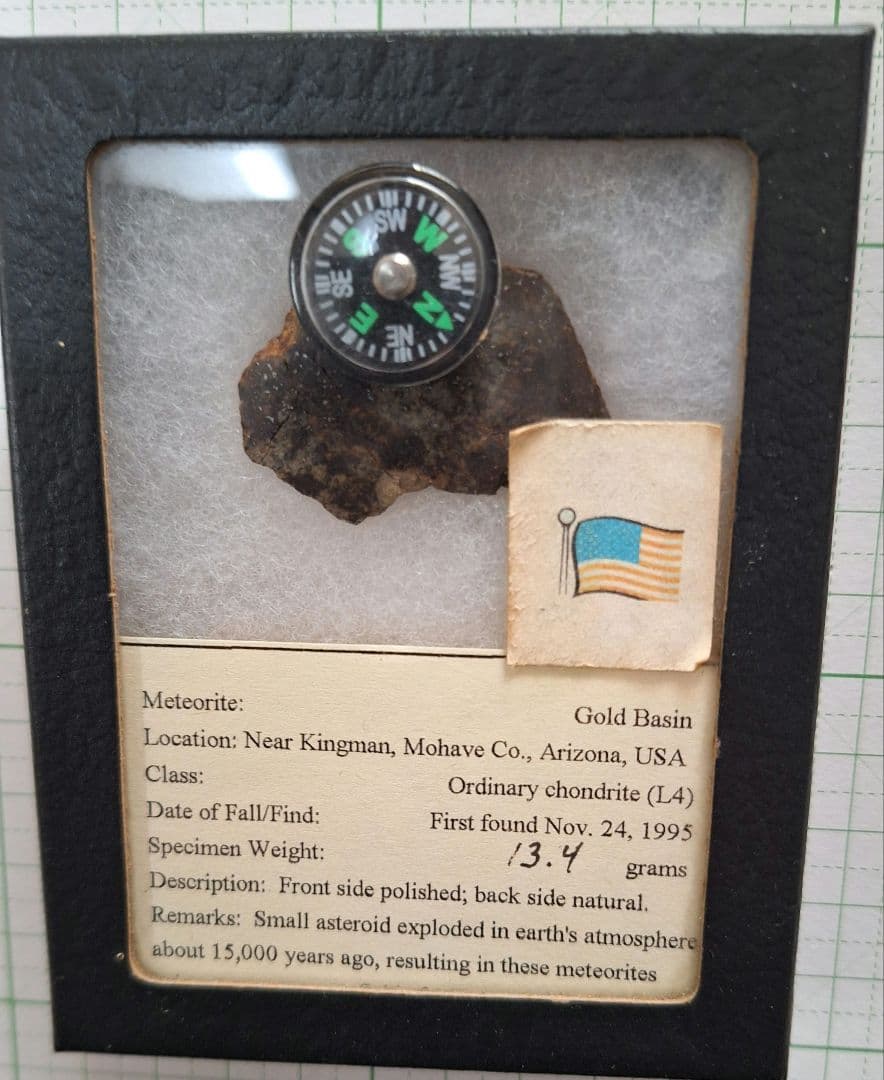 SW
W
NW
N
NE
E
SE
Meteorite: Gold Basin
Location: Near Kingman, Mohave Co., Arizona, USA
Class: Ordinary chondrite (L4)
Date of Fall/Find: First found Nov. 24, 1995
Specimen Weight: 13.4 grams
Description: Front side polished; back side natural.
Remarks: Small asteroid exploded in earth's atmosphere
about 15,000 years ago, resulting in these meteorites